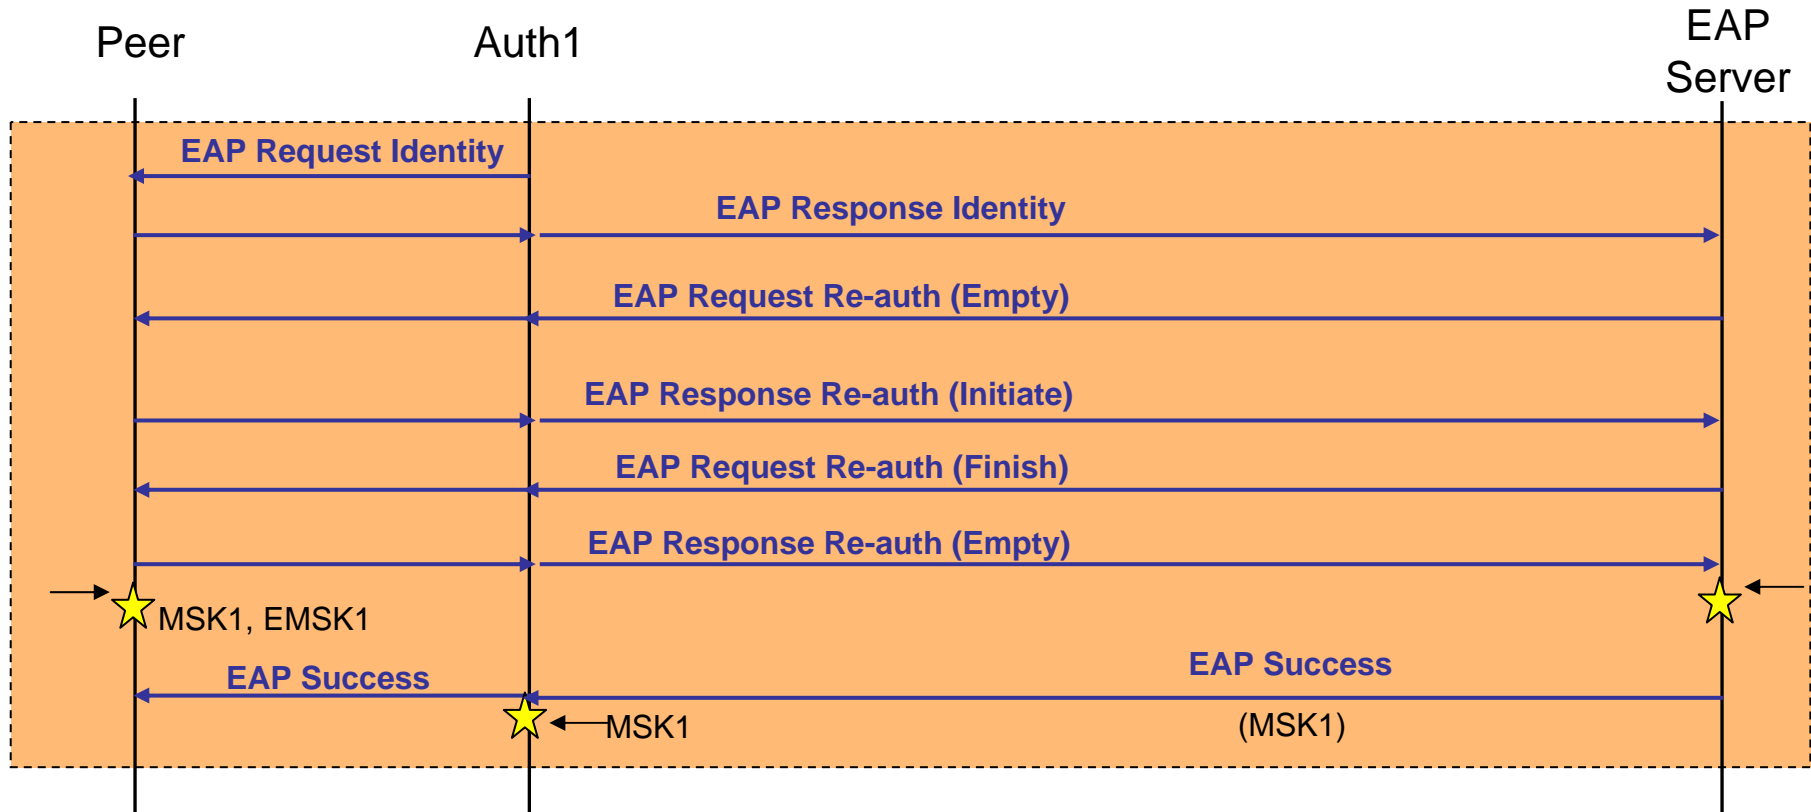 Peer
Auth1
EAP
Server
EAP Request Identity
EAP Response Identity
EAP Request Re-auth (Empty)
EAP Response Re-auth (Initiate)
EAP Request Re-auth (Finish)
EAP Response Re-auth (Empty)
MSK1, EMSK1
EAP Success
EAP Success
MSK1
(MSK1)